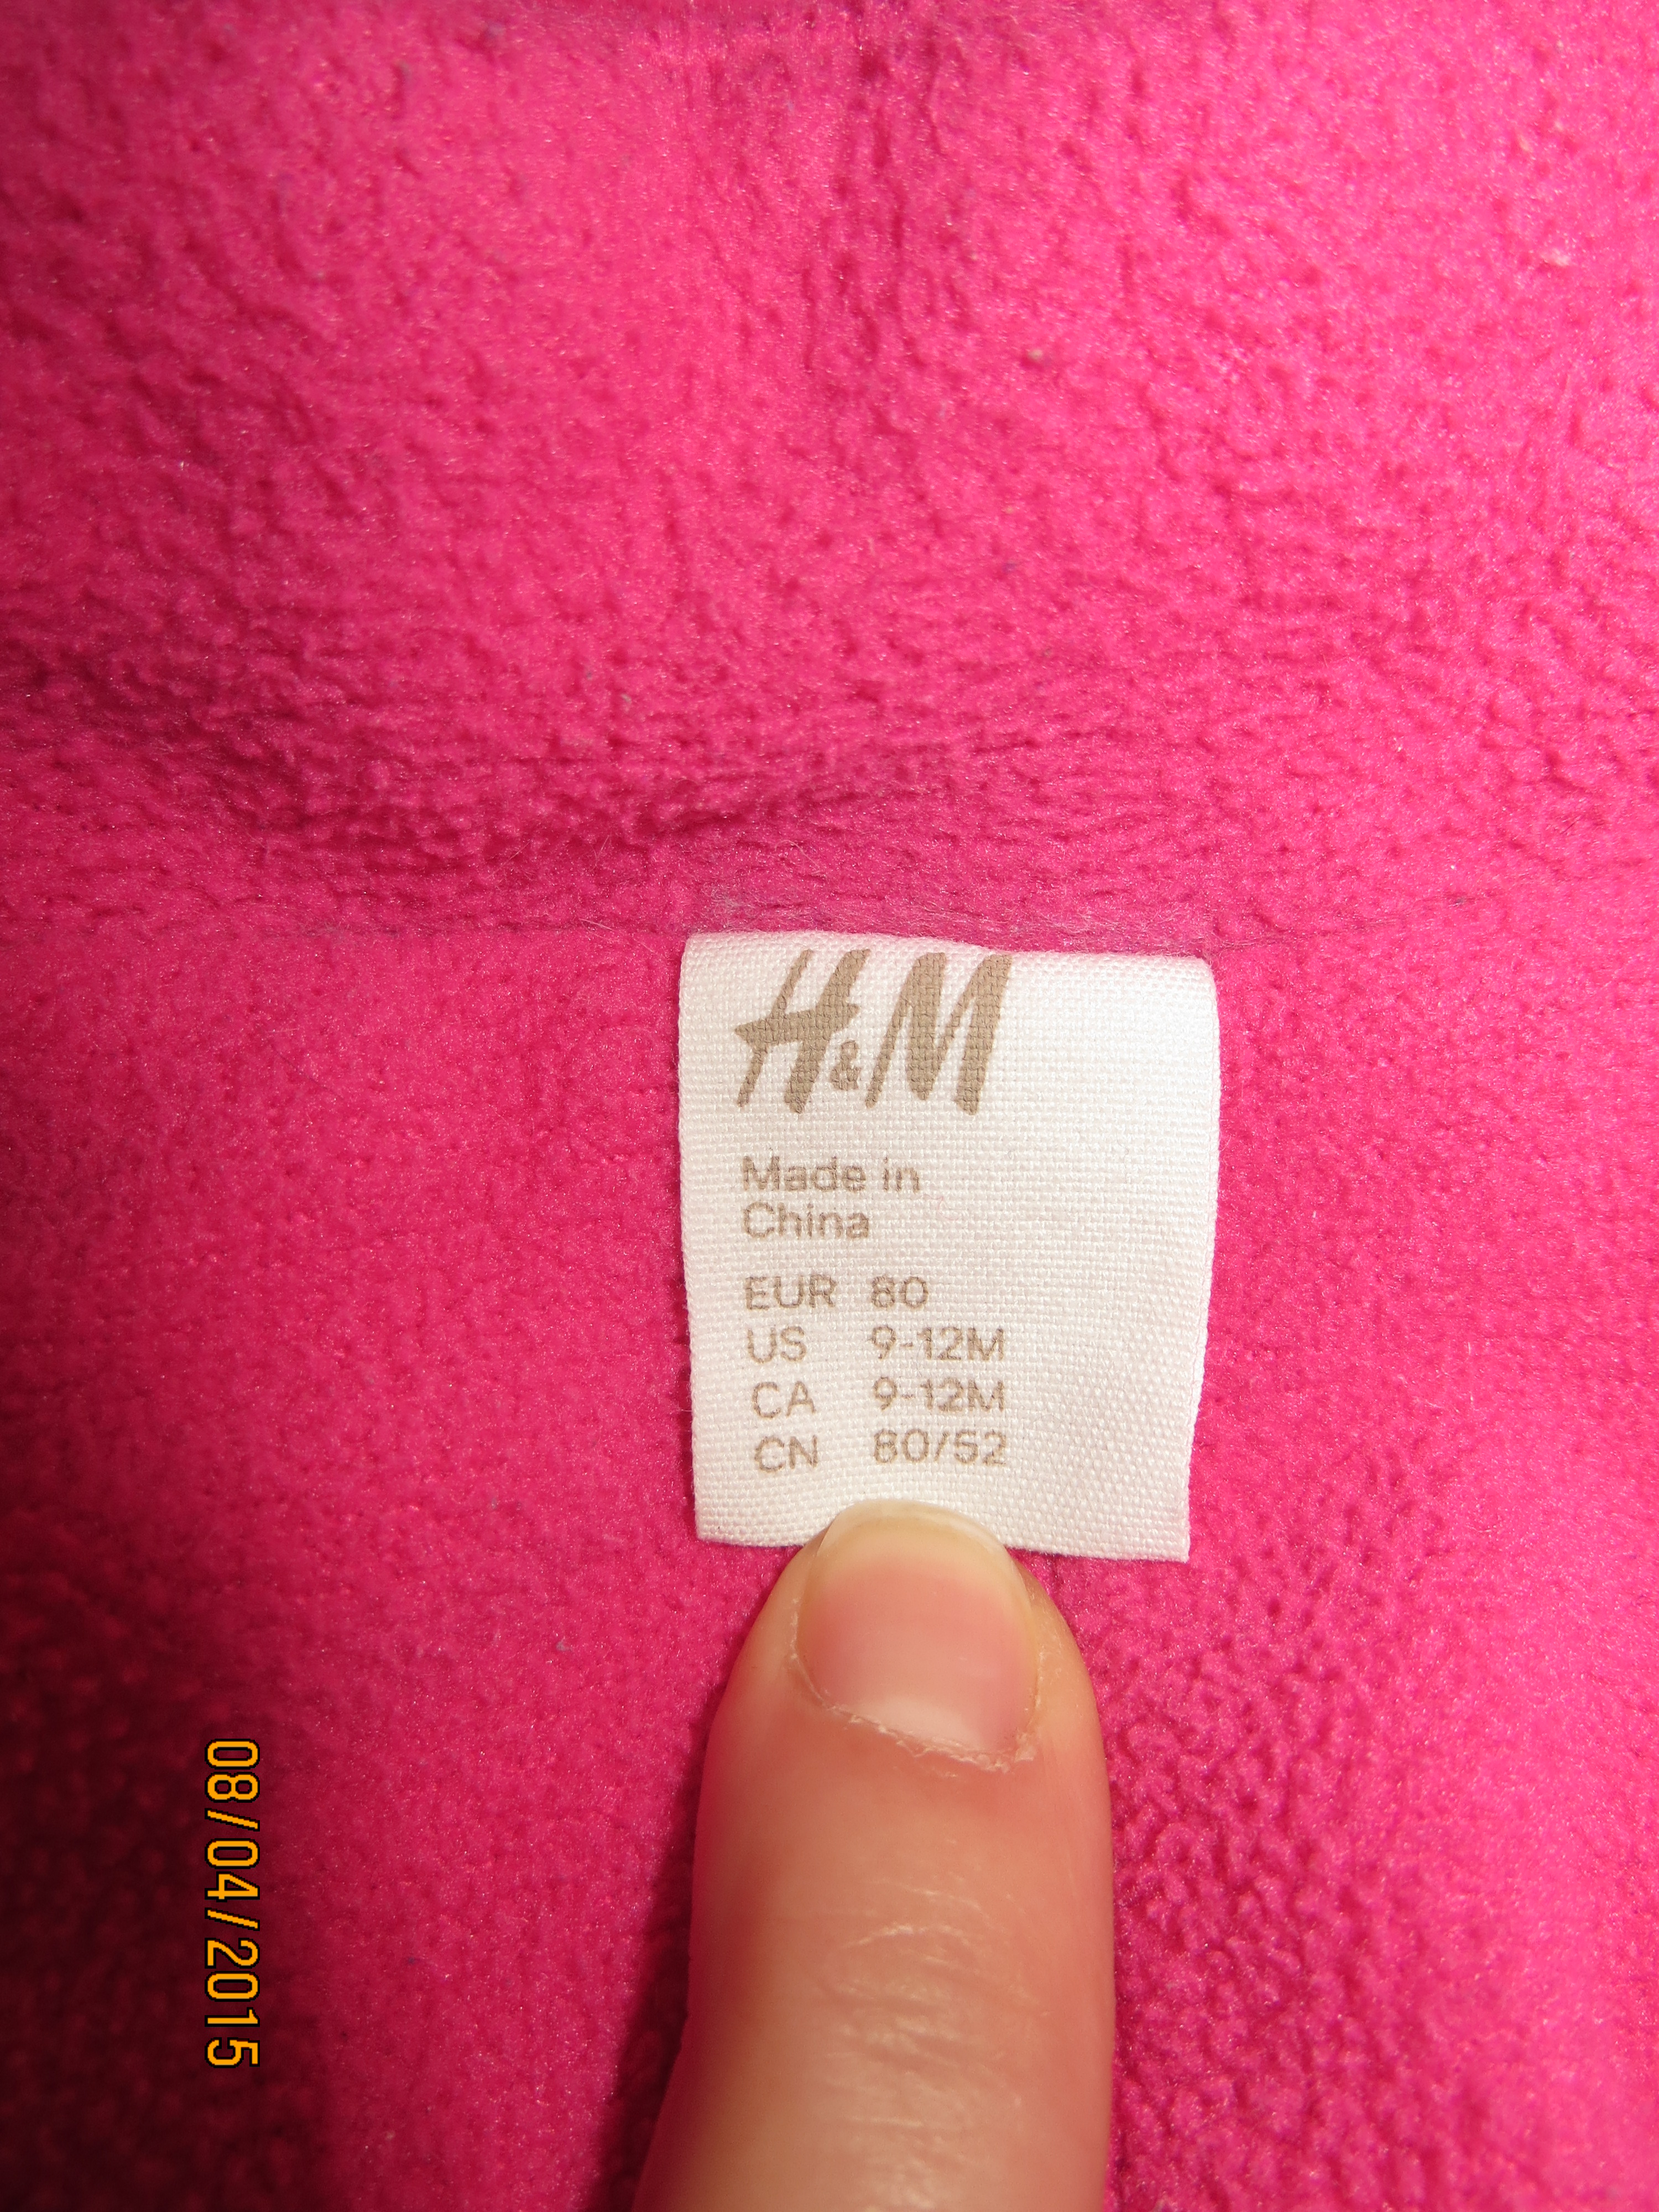 H&M
Made in
China
EUR 80
US 9-12M
CA 9-12M
CN 80/52
08/04/2015